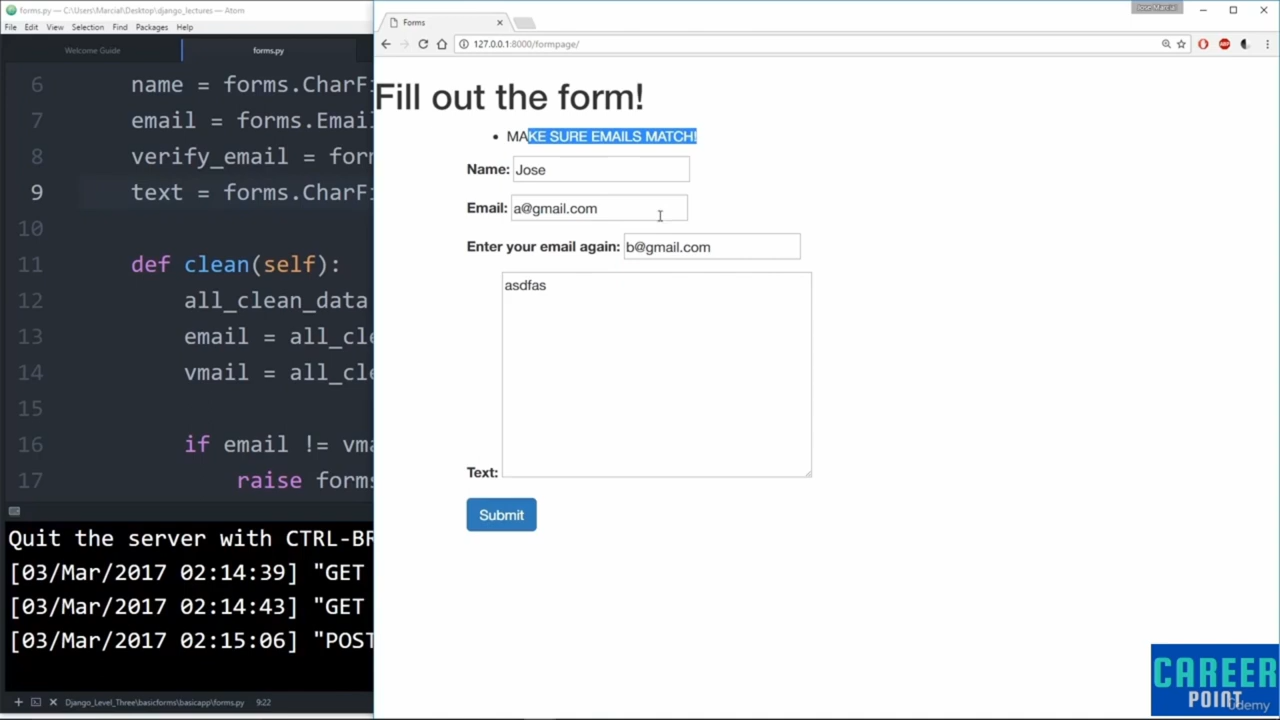 forms.py — C:\Users\Marcial\Desktop\django_lectures — Atom
File Edit View Selection Find Packages Help
Welcome Guide
forms.py
6 name = forms.CharFi
7 email = forms.Email
8 verify_email = form
9 text = forms.CharFi
10
11 def clean(self):
12 all_clean_data
13 email = all_cle
14 vmail = all_cle
15
16 if email != vma
17 raise forms
Quit the server with CTRL-BR
[03/Mar/2017 02:14:39] "GET
[03/Mar/2017 02:14:43] "GET
[03/Mar/2017 02:15:06] "POST
Django_Level_Three\basicforms\basicapp\forms.py 9:22
Jose Marcial
Forms
127.0.0.1:8000/formpage/
ABP
Fill out the form!
• MAKE SURE EMAILS MATCH!
Name: Jose
Email: a@gmail.com
Enter your email again: b@gmail.com
asdfas
Text:
Submit
CAREER
POINT
Udemy